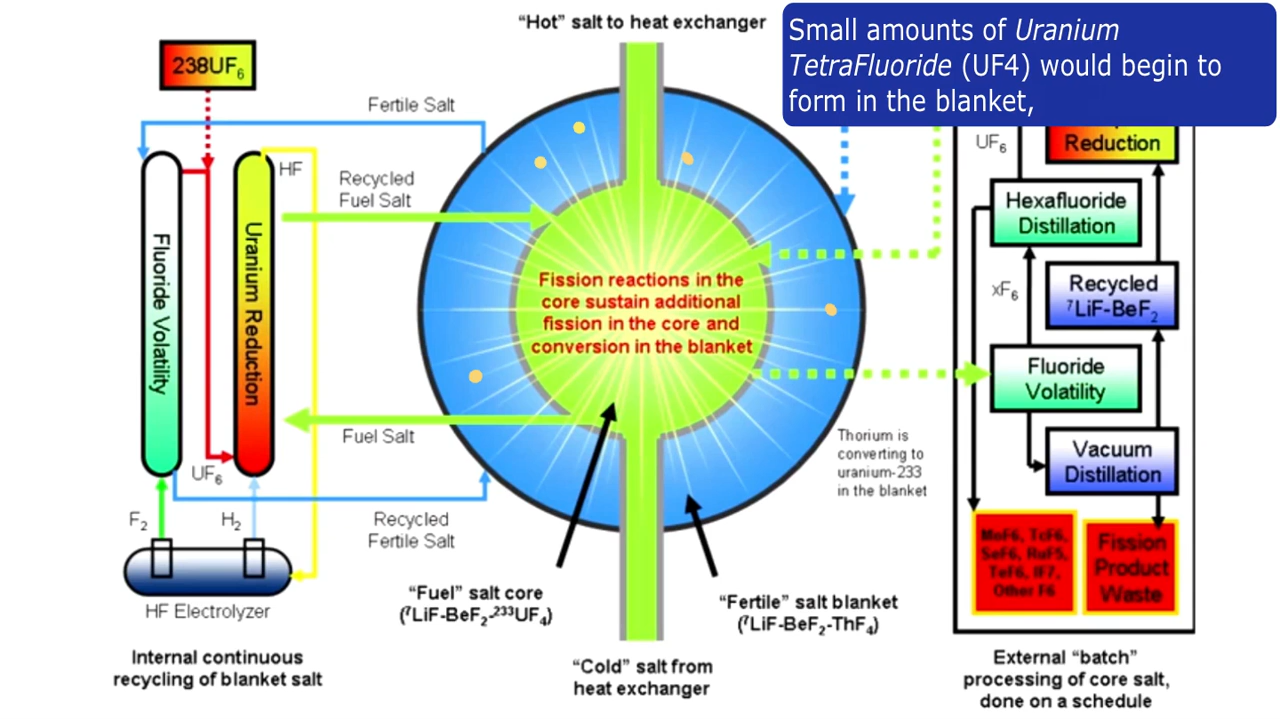 "Hot" salt to heat exchanger
Small amounts of Uranium
TetraFluoride (UF4) would begin to
form in the blanket,
238UF₆
Fertile Salt
HF
Recycled
Fuel Salt
Fluoride Volatility
Uranium Reduction
Fission reactions in the
core sustain additional
fission in the core and
conversion in the blanket
Fuel Salt
UF₆
F₂
H₂
Recycled
Fertile Salt
HF Electrolyzer
Internal continuous
recycling of blanket salt
"Fuel" salt core
(⁷LiF-BeF₂-²³³UF₄)
"Fertile" salt blanket
(⁷LiF-BeF₂-ThF₄)
"Cold" salt from
heat exchanger
Thorium is
converting to
uranium-233
in the blanket
UF₆
Reduction
Hexafluoride
Distillation
xF₆
Recycled
⁷LiF-BeF₂
Fluoride
Volatility
Vacuum
Distillation
MoF6, TcF6,
SeF6, RuF5,
TeF6, IF7,
Other F6
Fission
Product
Waste
External "batch"
processing of core salt,
done on a schedule